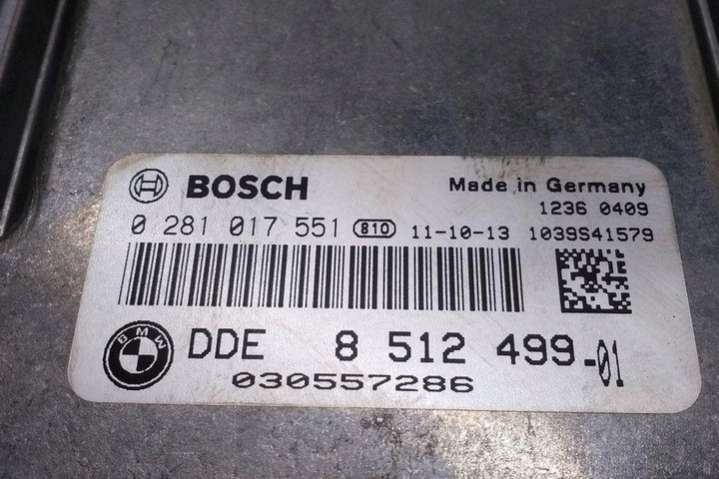 BOSCH Made in Germany
1236 0409
0 281 017 551 810 11-10-13 1039S41579
BMW DDE 8 512 499-01
030557286